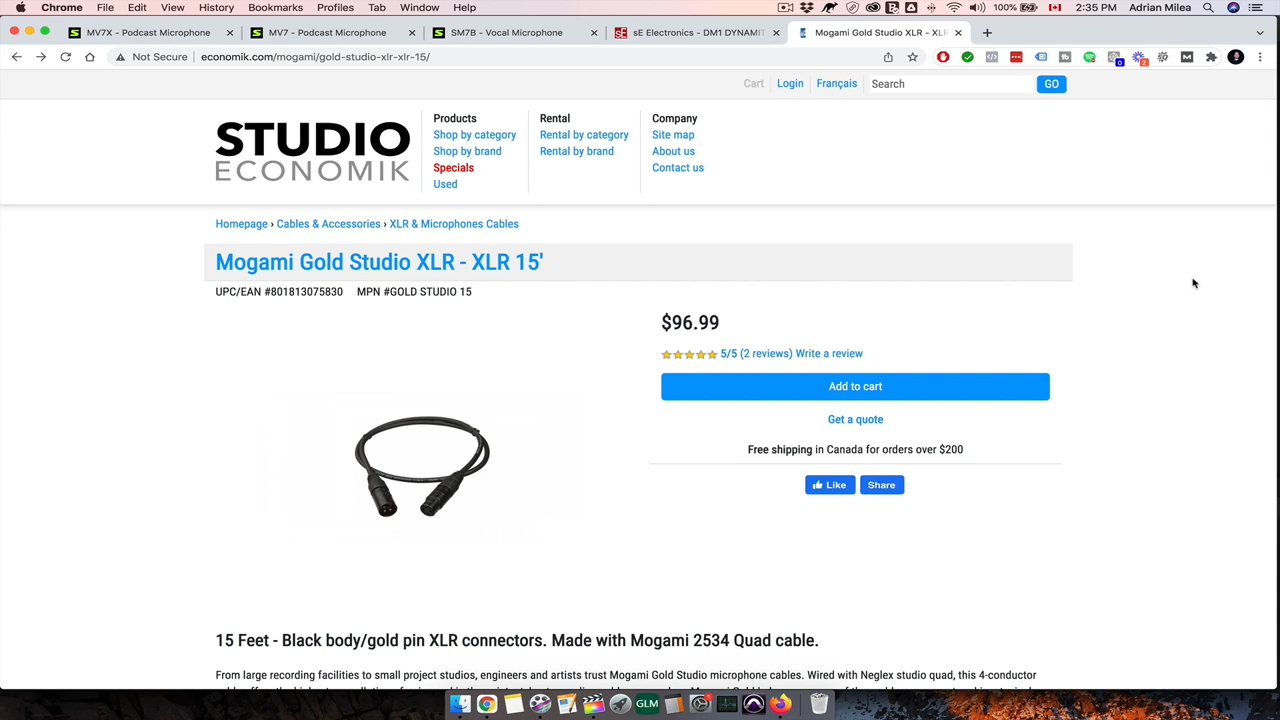 Chrome File Edit View History Bookmarks Profiles Tab Window Help 100% 2:35 PM Adrian Milea
MV7X - Podcast Microphone MV7 - Podcast Microphone SM7B - Vocal Microphone sE Electronics - DM1 DYNAMIT Mogami Gold Studio XLR - XLR
Not Secure economik.com/mogami/gold-studio-xlr-xlr-15/
Cart Login Français Search GO
STUDIO
ECONOMIK
Products
Shop by category
Shop by brand
Specials
Used
Rental
Rental by category
Rental by brand
Company
Site map
About us
Contact us
Homepage › Cables & Accessories › XLR & Microphones Cables
Mogami Gold Studio XLR - XLR 15'
UPC/EAN #801813075830 MPN #GOLD STUDIO 15
$96.99
5/5 (2 reviews) Write a review
Add to cart
Get a quote
Free shipping in Canada for orders over $200
Like Share
15 Feet - Black body/gold pin XLR connectors. Made with Mogami 2534 Quad cable.
From large recording facilities to small project studios, engineers and artists trust Mogami Gold Studio microphone cables. Wired with Neglex studio quad, this 4-conductor
GLM